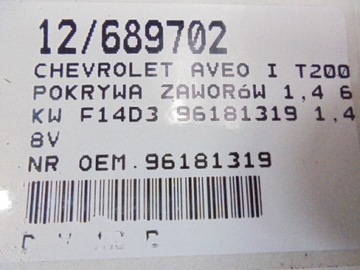 12/689702
CHEVROLET AVEO I T200
POKRYWA ZAWORóW 1,4 6
KW F14D3 96181319 1,4
8V
NR OEM.96181319